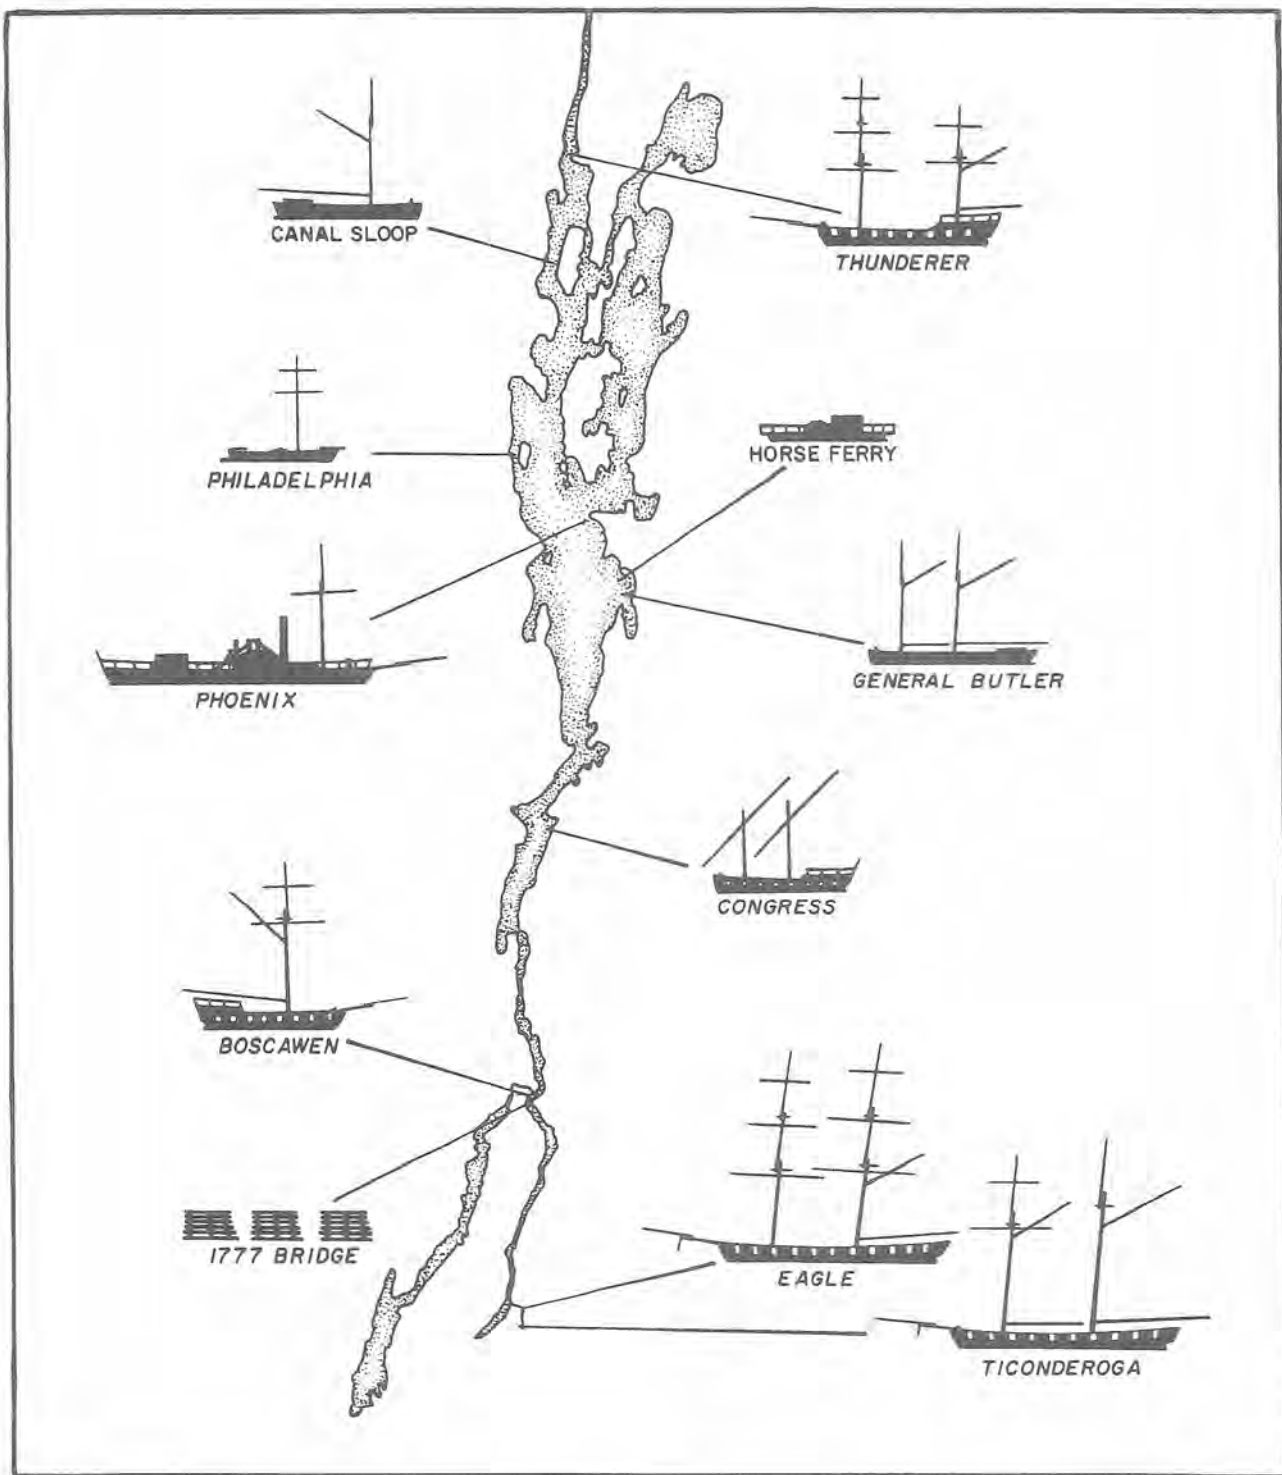 CANAL SLOOP
THUNDERER
PHILADELPHIA
HORSE FERRY
PHOENIX
GENERAL BUTLER
CONGRESS
BOSCAWEN
1777 BRIDGE
EAGLE
TICONDEROGA